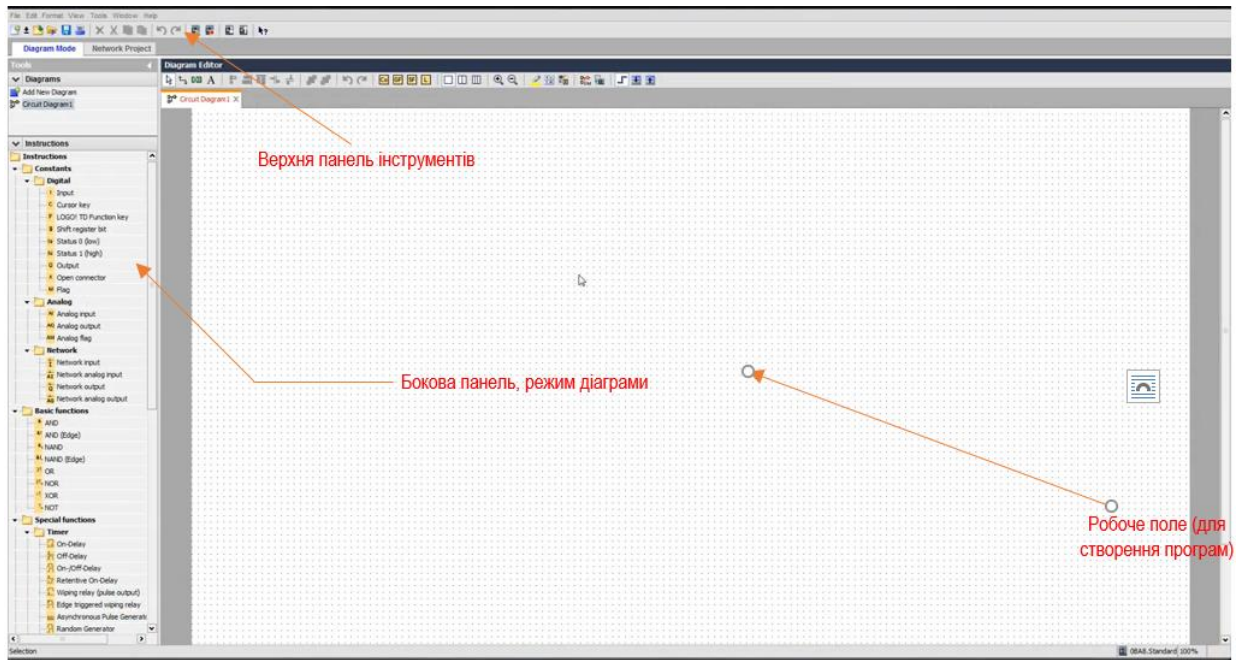 File Edit Format View Tools Window Help
Diagram Mode Network Project
Tools
Diagram Editor
Diagrams
Add New Diagram
Circuit Diagram1
Circuit Diagram1
Instructions
Instructions
Constants
Digital
Input
Cursor key
LOGO! TD Function key
Shift register bit
Status 0 (low)
Status 1 (high)
Output
Open connector
Flag
Analog
Analog input
Analog output
Analog flag
Network
Network input
Network analog input
Network output
Network analog output
Basic functions
AND
AND (Edge)
NAND
NAND (Edge)
OR
NOR
XOR
NOT
Special functions
Timer
On-Delay
Off-Delay
On-/Off-Delay
Retentive On-Delay
Wiping relay (pulse output)
Edge triggered wiping relay
Asynchronous Pulse Generato
Random Generator
Верхня панель інструментів
Бокова панель, режим діаграми
Робоче поле (для
створення програм)
Selection
0BA8.Standard 100%